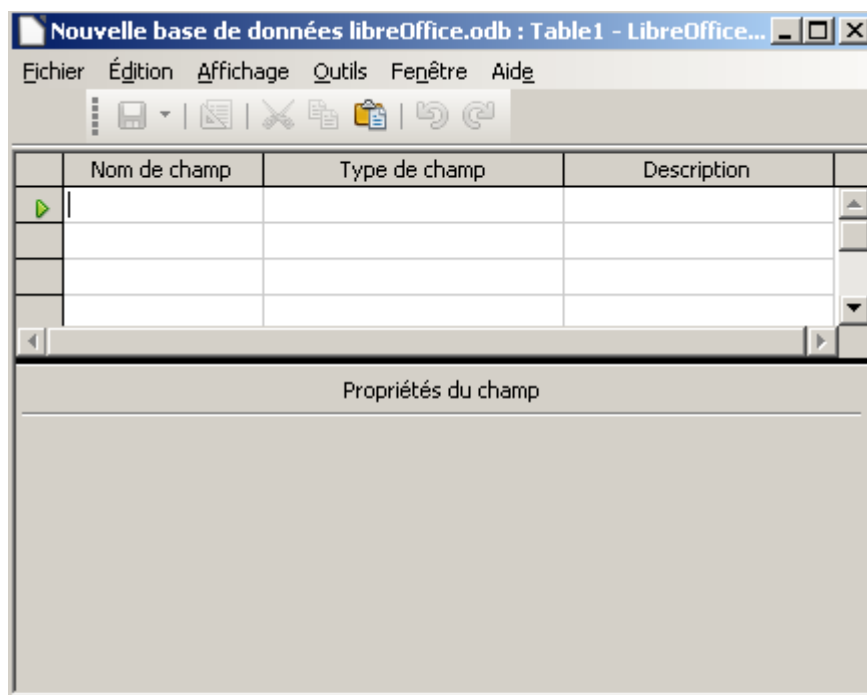 Nouvelle base de données libreOffice.odb : Table1 - LibreOffice...
Fichier Édition Affichage Outils Fenêtre Aide
Nom de champ Type de champ Description
Propriétés du champ